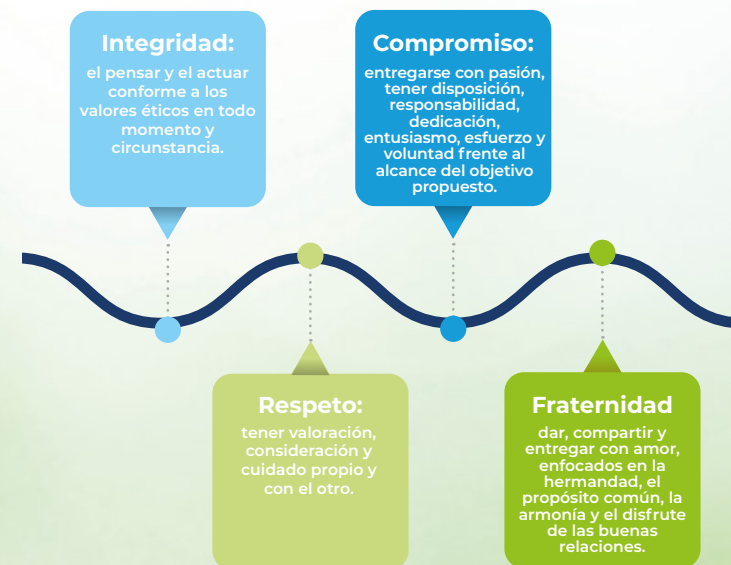 Integridad:
el pensar y el actuar
conforme a los
valores éticos en todo
momento y
circunstancia.
Compromiso:
entregarse con pasión,
tener disposición,
responsabilidad,
dedicación,
entusiasmo, esfuerzo y
voluntad frente al
alcance del objetivo
propuesto.
Respeto:
tener valoración,
consideración y
cuidado propio y
con el otro.
Fraternidad
dar, compartir y
entregar con amor,
enfocados en la
hermandad, el
propósito común, la
armonía y el disfrute
de las buenas
relaciones.